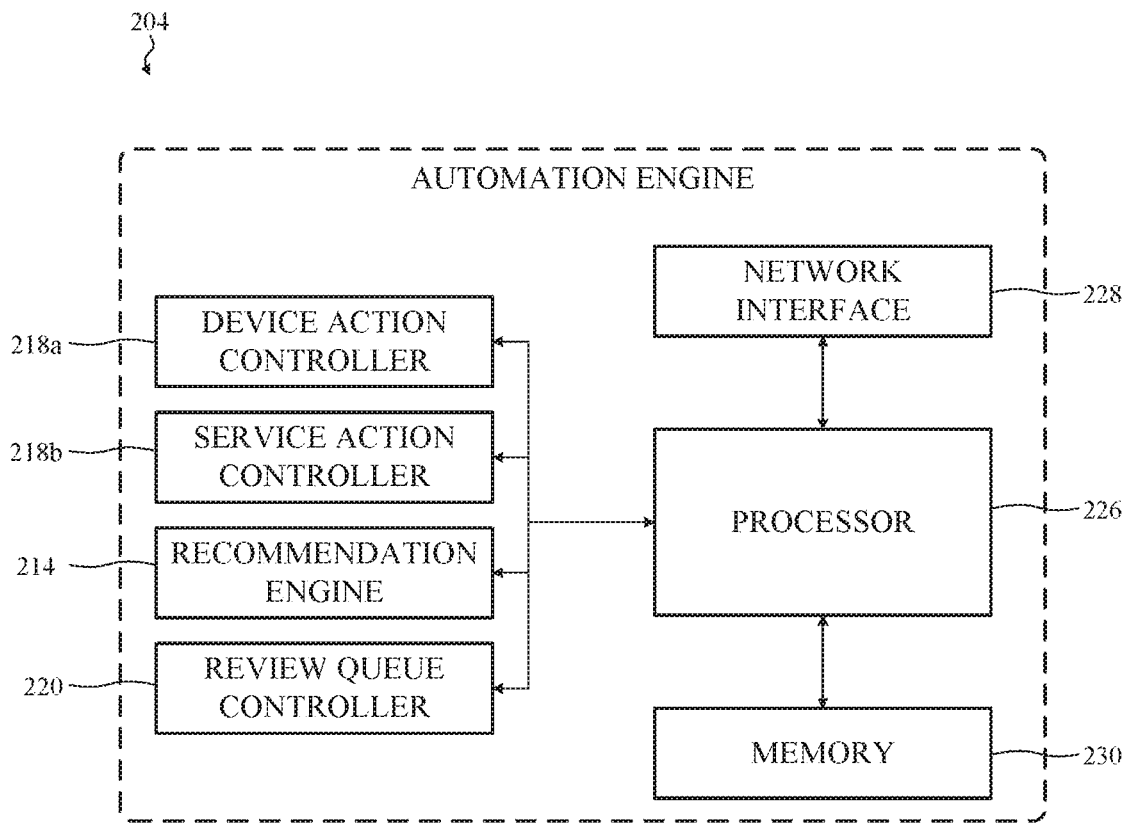 204
AUTOMATION ENGINE
NETWORK
INTERFACE
228
DEVICE ACTION
CONTROLLER
218a
SERVICE ACTION
CONTROLLER
218b
PROCESSOR
226
RECOMMENDATION
ENGINE
214
REVIEW QUEUE
CONTROLLER
220
MEMORY
230